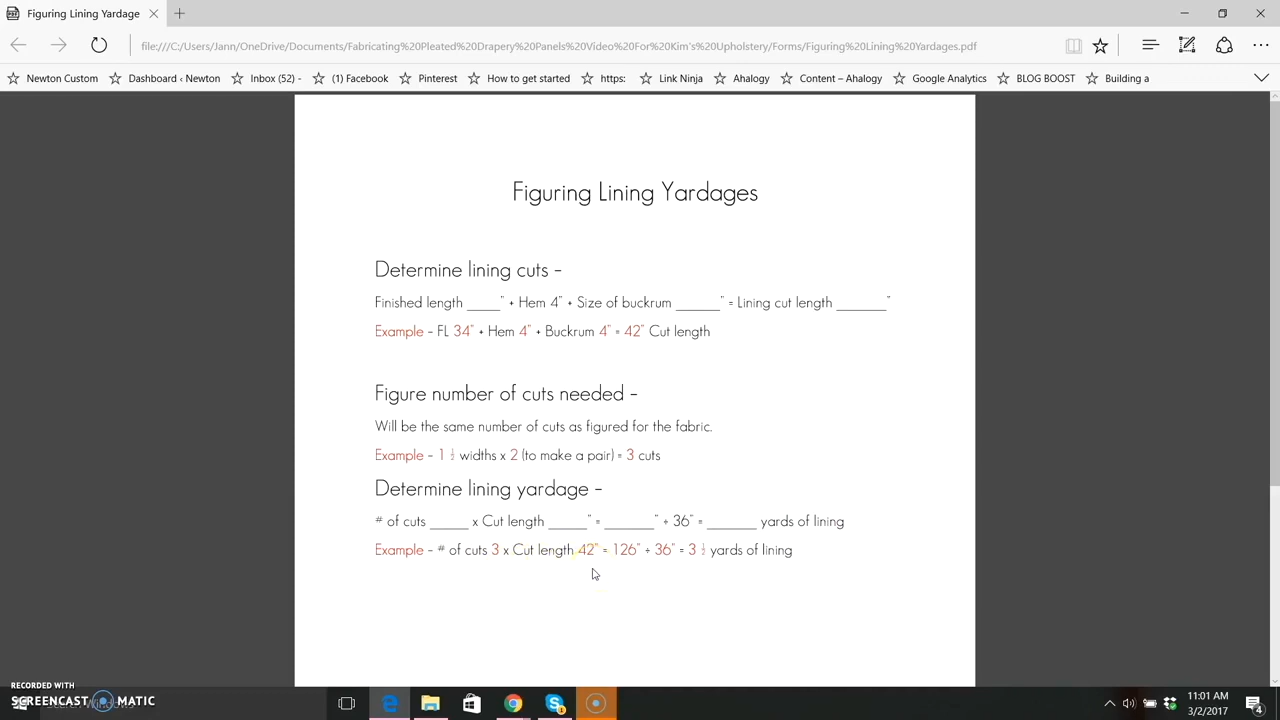 Figuring Lining Yardage
file:///C:/Users/Jann/OneDrive/Documents/Fabricating%20Pleated%20Drapery%20Panels%20Video%20For%20Kim's%20Upholstery/Forms/Figuring%20Lining%20Yardages.pdf
Newton Custom Dashboard ‹ Newton Inbox (52) - (1) Facebook Pinterest How to get started https: Link Ninja Ahalogy Content – Ahalogy Google Analytics BLOG BOOST Building a
Figuring Lining Yardages
Determine lining cuts -
Finished length _____" + Hem 4" + Size of buckrum ______" = Lining cut length _______"
Example - FL 34" + Hem 4" + Buckrum 4" = 42" Cut length
Figure number of cuts needed -
Will be the same number of cuts as figured for the fabric.
Example - 1 ½ widths x 2 (to make a pair) = 3 cuts
Determine lining yardage -
# of cuts ______ x Cut length ______" = ________" ÷ 36" = ________ yards of lining
Example - # of cuts 3 x Cut length 42" = 126" ÷ 36" = 3 ½ yards of lining
RECORDED WITH
SCREENCAST MATIC
11:01 AM
3/2/2017